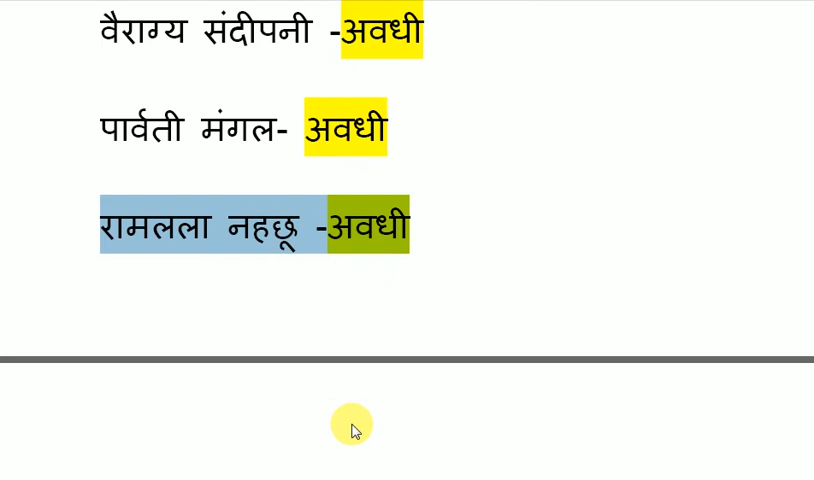 वैराग्य संदीपनी -अवधी
पार्वती मंगल- अवधी
रामलला नहछू -अवधी